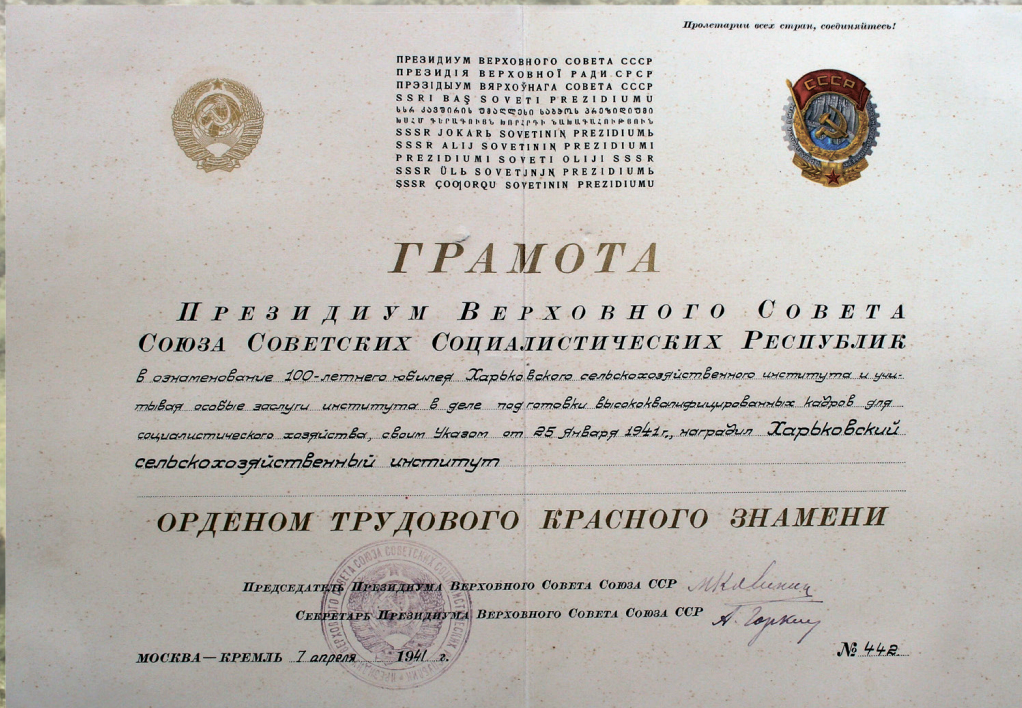 Пролетарии всех стран, соединяйтесь!
ПРЕЗИДИУМ ВЕРХОВНОГО СОВЕТА СССР
ПРЕЗИДІЯ ВЕРХОВНОЇ РАДИ СРСР
ПРЭЗІДЫУМ ВЯРХОЎНАГА СОВЕТА СССР
SSRI BAŞ SOVETI PREZIDIUMU
SSSR JOKARЬ SOVETININ PREZIDIUMЬ
SSSR ALIJ SOVETININ PREZIDIUMI
PREZIDIUMI SOVETI OLIJI SSSR
SSSR ÜLЬ SOVETJNJN PREZIDIUMЬ
SSSR ÇOOJORQU SOVETININ PREZIDIUMU
СССР
ГРАМОТА
ПРЕЗИДИУМ ВЕРХОВНОГО СОВЕТА
СОЮЗА СОВЕТСКИХ СОЦИАЛИСТИЧЕСКИХ РЕСПУБЛИК
в ознаменование 100-летнего юбилея Харьковского сельскохозяйственного института и учи-
тывая особые заслуги института в деле подготовки высококвалифицированных кадров для
социалистического хозяйства, своим Указом от 25 января 1941 г., наградил Харьковский
сельскохозяйственный институт
ОРДЕНОМ ТРУДОВОГО КРАСНОГО ЗНАМЕНИ
ПРЕДСЕДАТЕЛЬ ПРЕЗИДИУМА ВЕРХОВНОГО СОВЕТА СОЮЗА ССР МКалинин
СЕКРЕТАРЬ ПРЕЗИДИУМА ВЕРХОВНОГО СОВЕТА СОЮЗА ССР А. Горкин
МОСКВА—КРЕМЛЬ 7 апреля 1941 г.
№ 442